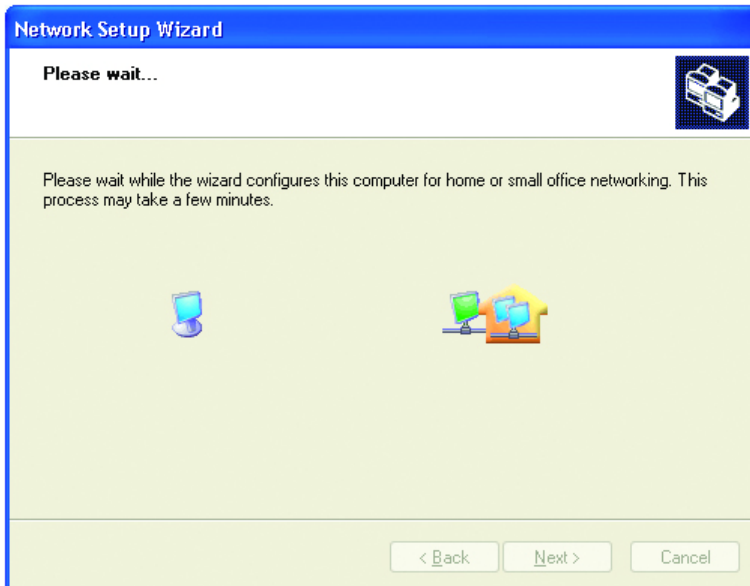 Network Setup Wizard
Please wait...
Please wait while the wizard configures this computer for home or small office networking. This
process may take a few minutes.
< Back
Next >
Cancel